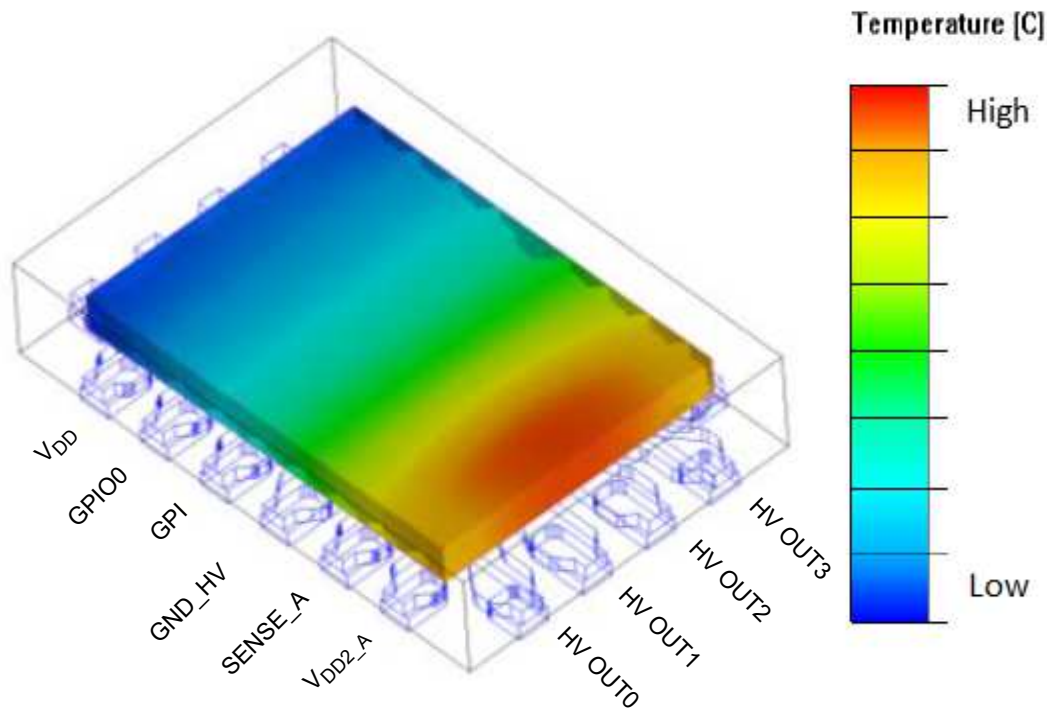 Temperature [C]
High
Low
VDD
GPIO0
GPI
GND_HV
SENSE_A
VDD2_A
HV OUT0
HV OUT1
HV OUT2
HV OUT3